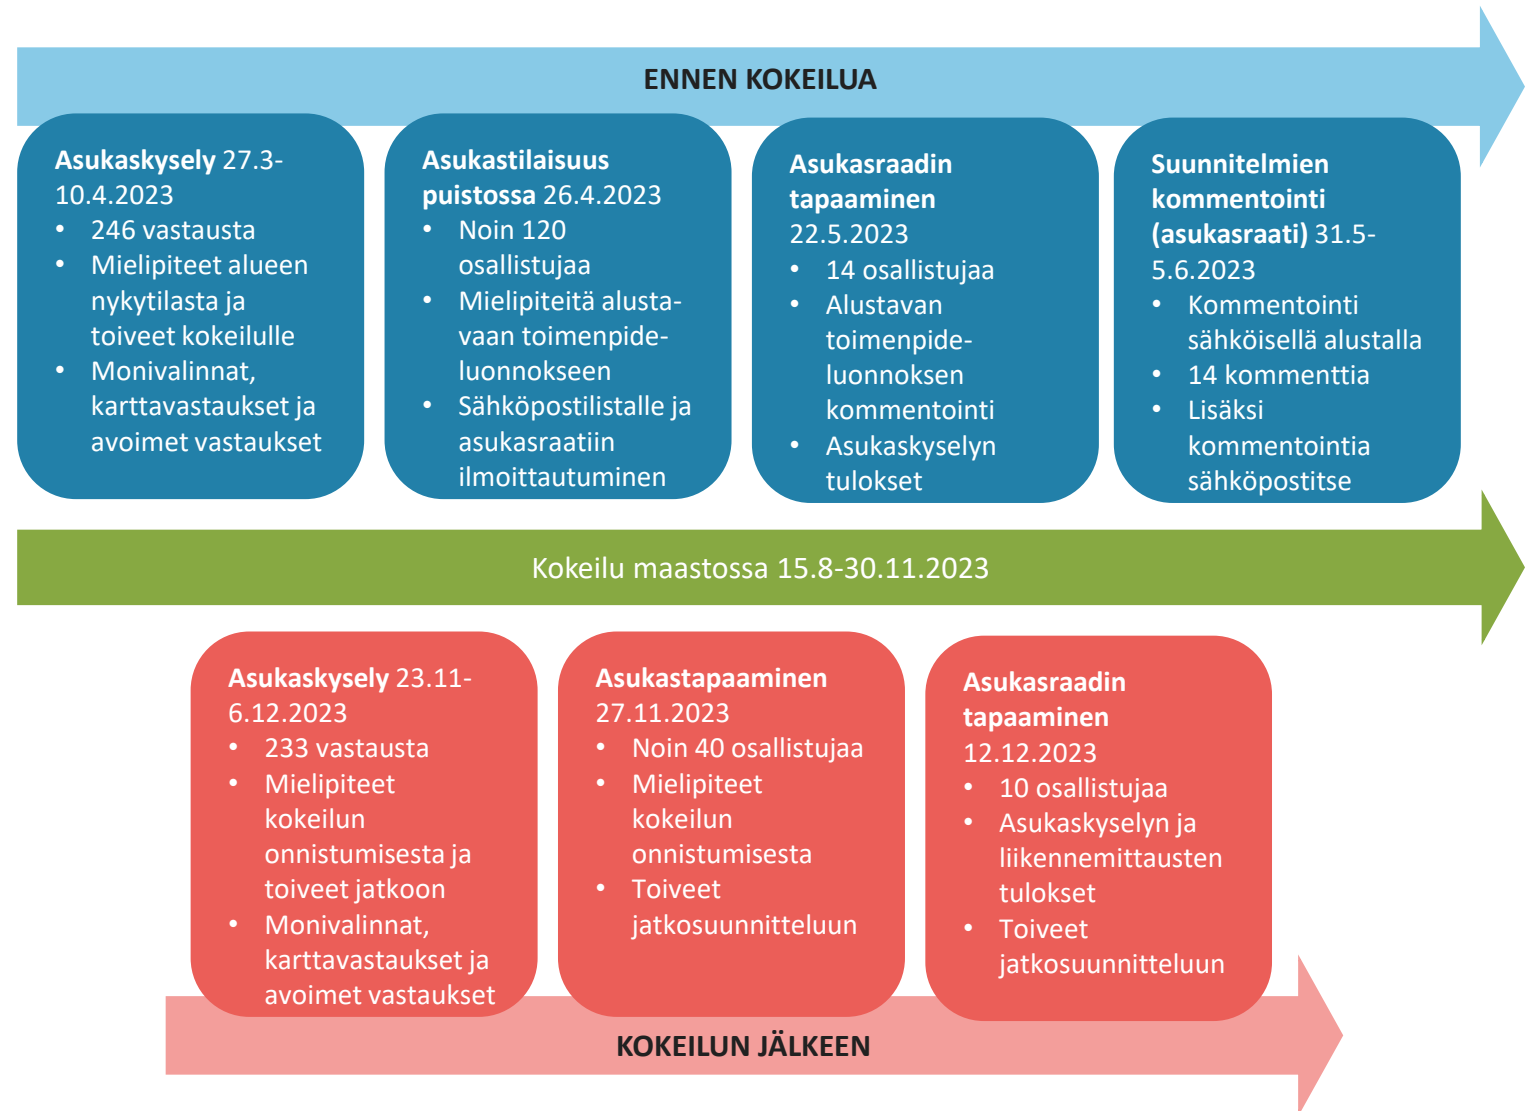 ENNEN KOKEILUA
Asukaskysely 27.3-
10.4.2023
• 246 vastausta
• Mielipiteet alueen
nykytilasta ja
toiveet kokeilulle
• Monivalinnat,
karttavastaukset ja
avoimet vastaukset
Asukastilaisuus
puistossa 26.4.2023
• Noin 120
osallistujaa
• Mielipiteitä alusta-
vaan toimenpide-
luonnokseen
• Sähköpostilistalle ja
asukasraatiin
ilmoittautuminen
Asukasraadin
tapaaminen
22.5.2023
• 14 osallistujaa
• Alustavan
toimenpide-
luonnoksen
kommentointi
• Asukaskyselyn
tulokset
Suunnitelmien
kommentointi
(asukasraati) 31.5-
5.6.2023
• Kommentointi
sähköisellä alustalla
• 14 kommenttia
• Lisäksi
kommentointia
sähköpostitse
Kokeilu maastossa 15.8-30.11.2023
Asukaskysely 23.11-
6.12.2023
• 233 vastausta
• Mielipiteet
kokeilun
onnistumisesta ja
toiveet jatkoon
• Monivalinnat,
karttavastaukset ja
avoimet vastaukset
Asukastapaaminen
27.11.2023
• Noin 40 osallistujaa
• Mielipiteet
kokeilun
onnistumisesta
• Toiveet
jatkosuunnitteluun
Asukasraadin
tapaaminen
12.12.2023
• 10 osallistujaa
• Asukaskyselyn ja
liikennemittausten
tulokset
• Toiveet
jatkosuunnitteluun
KOKEILUN JÄLKEEN